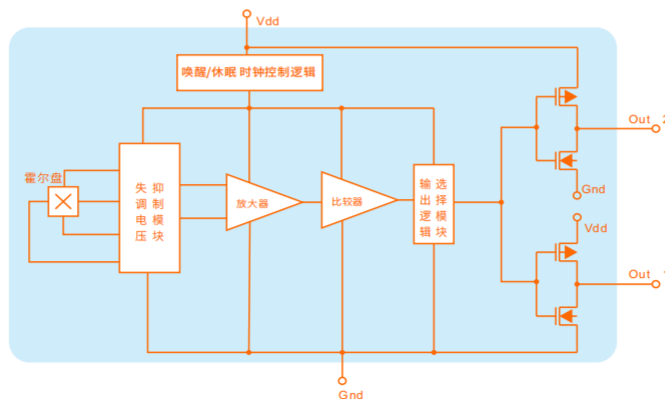 Vdd
唤醒/休眠 时钟控制逻辑
霍尔盘
失调电压
抑制模块
放大器
比较器
输出逻辑
选择模块
Out_2
Gnd
Vdd
Out_1
Gnd